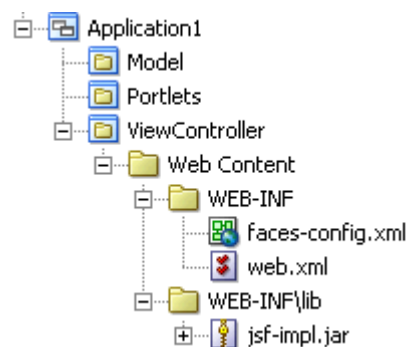 Application1
Model
Portlets
ViewController
Web Content
WEB-INF
faces-config.xml
web.xml
WEB-INF\lib
jsf-impl.jar